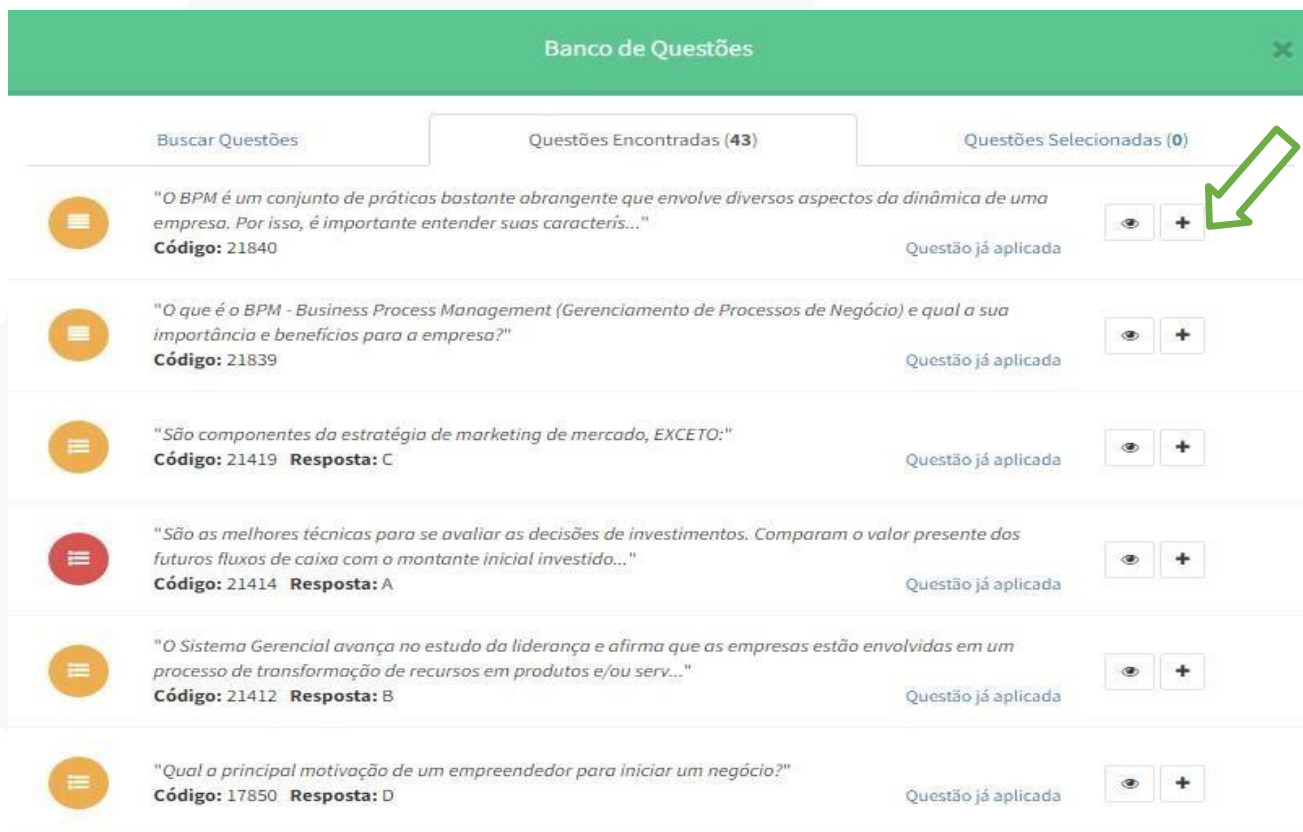 Banco de Questões
Buscar Questões
Questões Encontradas (43)
Questões Selecionadas (0)
"O BPM é um conjunto de práticas bastante abrangente que envolve diversos aspectos da dinâmica de uma
empresa. Por isso, é importante entender suas caracterís..."
Código: 21840
Questão já aplicada
"O que é o BPM - Business Process Management (Gerenciamento de Processos de Negócio) e qual a sua
importância e benefícios para a empresa?"
Código: 21839
Questão já aplicada
"São componentes da estratégia de marketing de mercado, EXCETO:"
Código: 21419 Resposta: C
Questão já aplicada
"São as melhores técnicas para se avaliar as decisões de investimentos. Comparam o valor presente dos
futuros fluxos de caixa com o montante inicial investido..."
Código: 21414 Resposta: A
Questão já aplicada
"O Sistema Gerencial avança no estudo da liderança e afirma que as empresas estão envolvidas em um
processo de transformação de recursos em produtos e/ou serv..."
Código: 21412 Resposta: B
Questão já aplicada
"Qual a principal motivação de um empreendedor para iniciar um negócio?"
Código: 17850 Resposta: D
Questão já aplicada